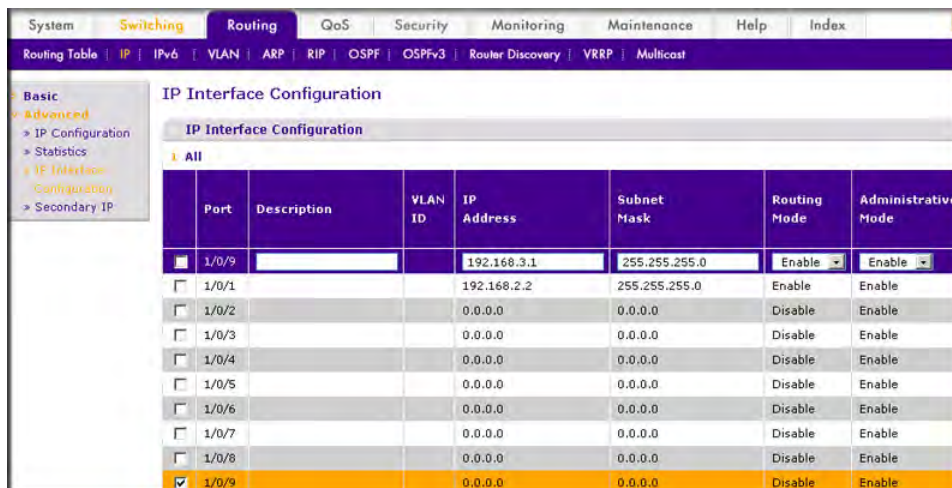 System Switching Routing QoS Security Monitoring Maintenance Help Index
Routing Table | IP | IPv6 | VLAN | ARP | RIP | OSPF | OSPFv3 | Router Discovery | VRRP | Multicast
Basic
Advanced
» IP Configuration
» Statistics
» IP Interface
Configuration
» Secondary IP
IP Interface Configuration
IP Interface Configuration
1 All
Port Description VLAN ID IP Address Subnet Mask Routing Mode Administrative Mode
1/0/9 192.168.3.1 255.255.255.0 Enable Enable
1/0/1 192.168.2.2 255.255.255.0 Enable Enable
1/0/2 0.0.0.0 0.0.0.0 Disable Enable
1/0/3 0.0.0.0 0.0.0.0 Disable Enable
1/0/4 0.0.0.0 0.0.0.0 Disable Enable
1/0/5 0.0.0.0 0.0.0.0 Disable Enable
1/0/6 0.0.0.0 0.0.0.0 Disable Enable
1/0/7 0.0.0.0 0.0.0.0 Disable Enable
1/0/8 0.0.0.0 0.0.0.0 Disable Enable
1/0/9 0.0.0.0 0.0.0.0 Disable Enable